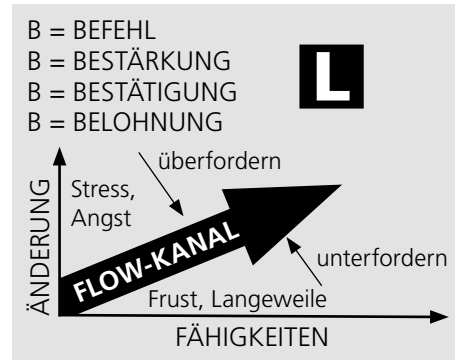 B = BEFEHL
B = BESTÄRKUNG
B = BESTÄTIGUNG
B = BELOHNUNG
L
überfordern
Stress,
Angst
ÄNDERUNG
FLOW-KANAL
unterfordern
Frust, Langeweile
FÄHIGKEITEN